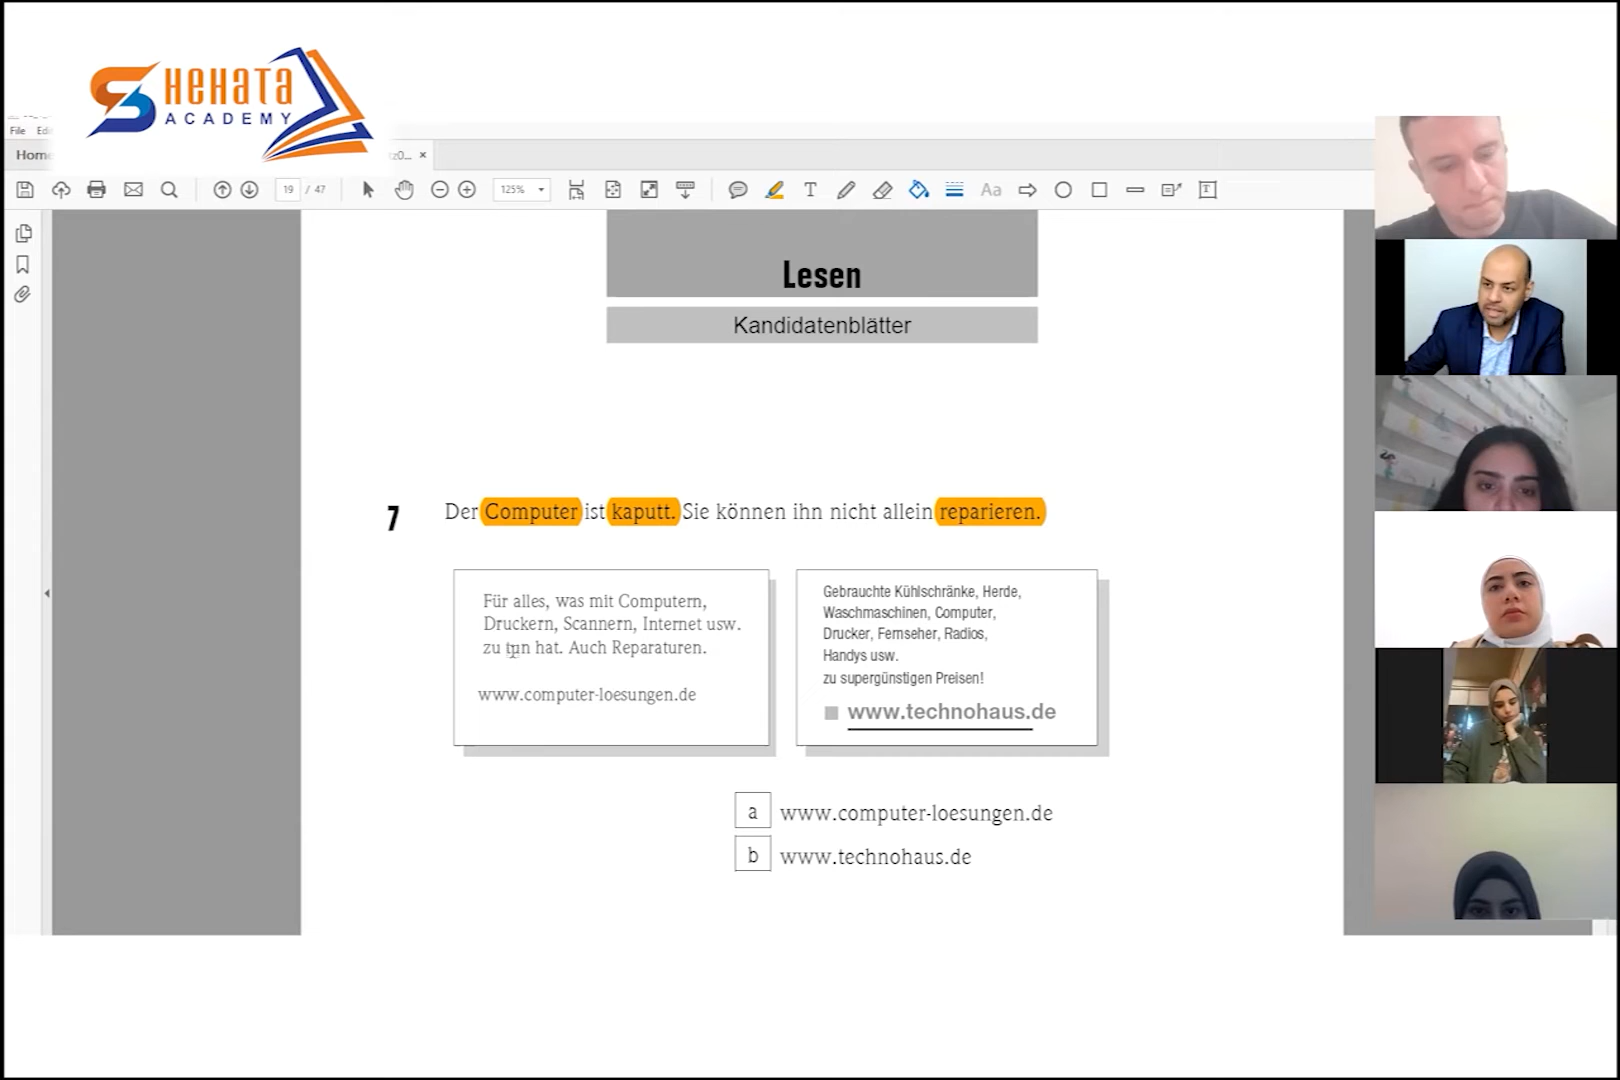 SHEHATA
ACADEMY
File
Home
z0... ×
19 / 47
125%
T
Aa
T
Lesen
Kandidatenblätter
7 Der Computer ist kaputt. Sie können ihn nicht allein reparieren.
Für alles, was mit Computern,
Druckern, Scannern, Internet usw.
zu tun hat. Auch Reparaturen.
www.computer-loesungen.de
Gebrauchte Kühlschränke, Herde,
Waschmaschinen, Computer,
Drucker, Fernseher, Radios,
Handys usw.
zu supergünstigen Preisen!
www.technohaus.de
a www.computer-loesungen.de
b www.technohaus.de